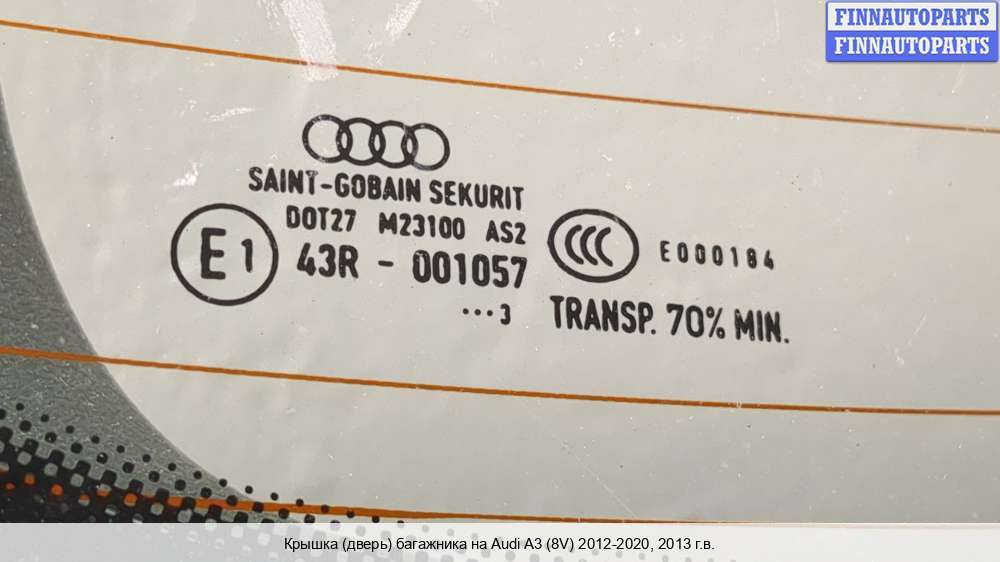 FINNAUTOPARTS
FINNAUTOPARTS
SAINT-GOBAIN SEKURIT
DOT27 M23100 AS2
E1 43R - 001057
...3
CCC E000184
TRANSP. 70% MIN.
Крышка (дверь) багажника на Audi A3 (8V) 2012-2020, 2013 г.в.